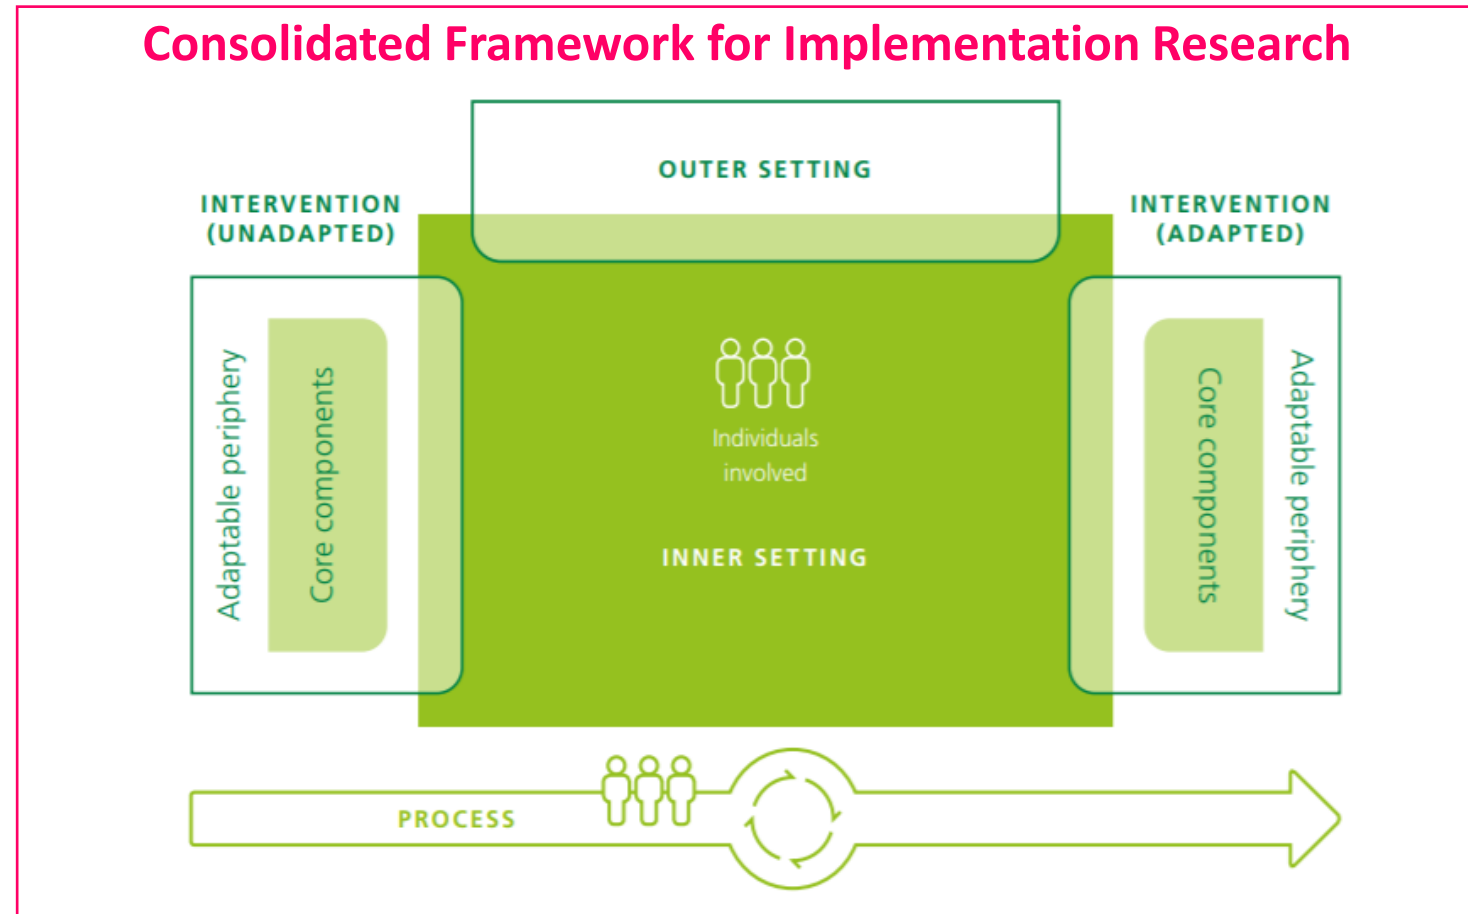 Consolidated Framework for Implementation Research
OUTER SETTING
INTERVENTION
(UNADAPTED)
INTERVENTION
(ADAPTED)
Adaptable periphery
Core components
Individuals
involved
INNER SETTING
Core components
Adaptable periphery
PROCESS